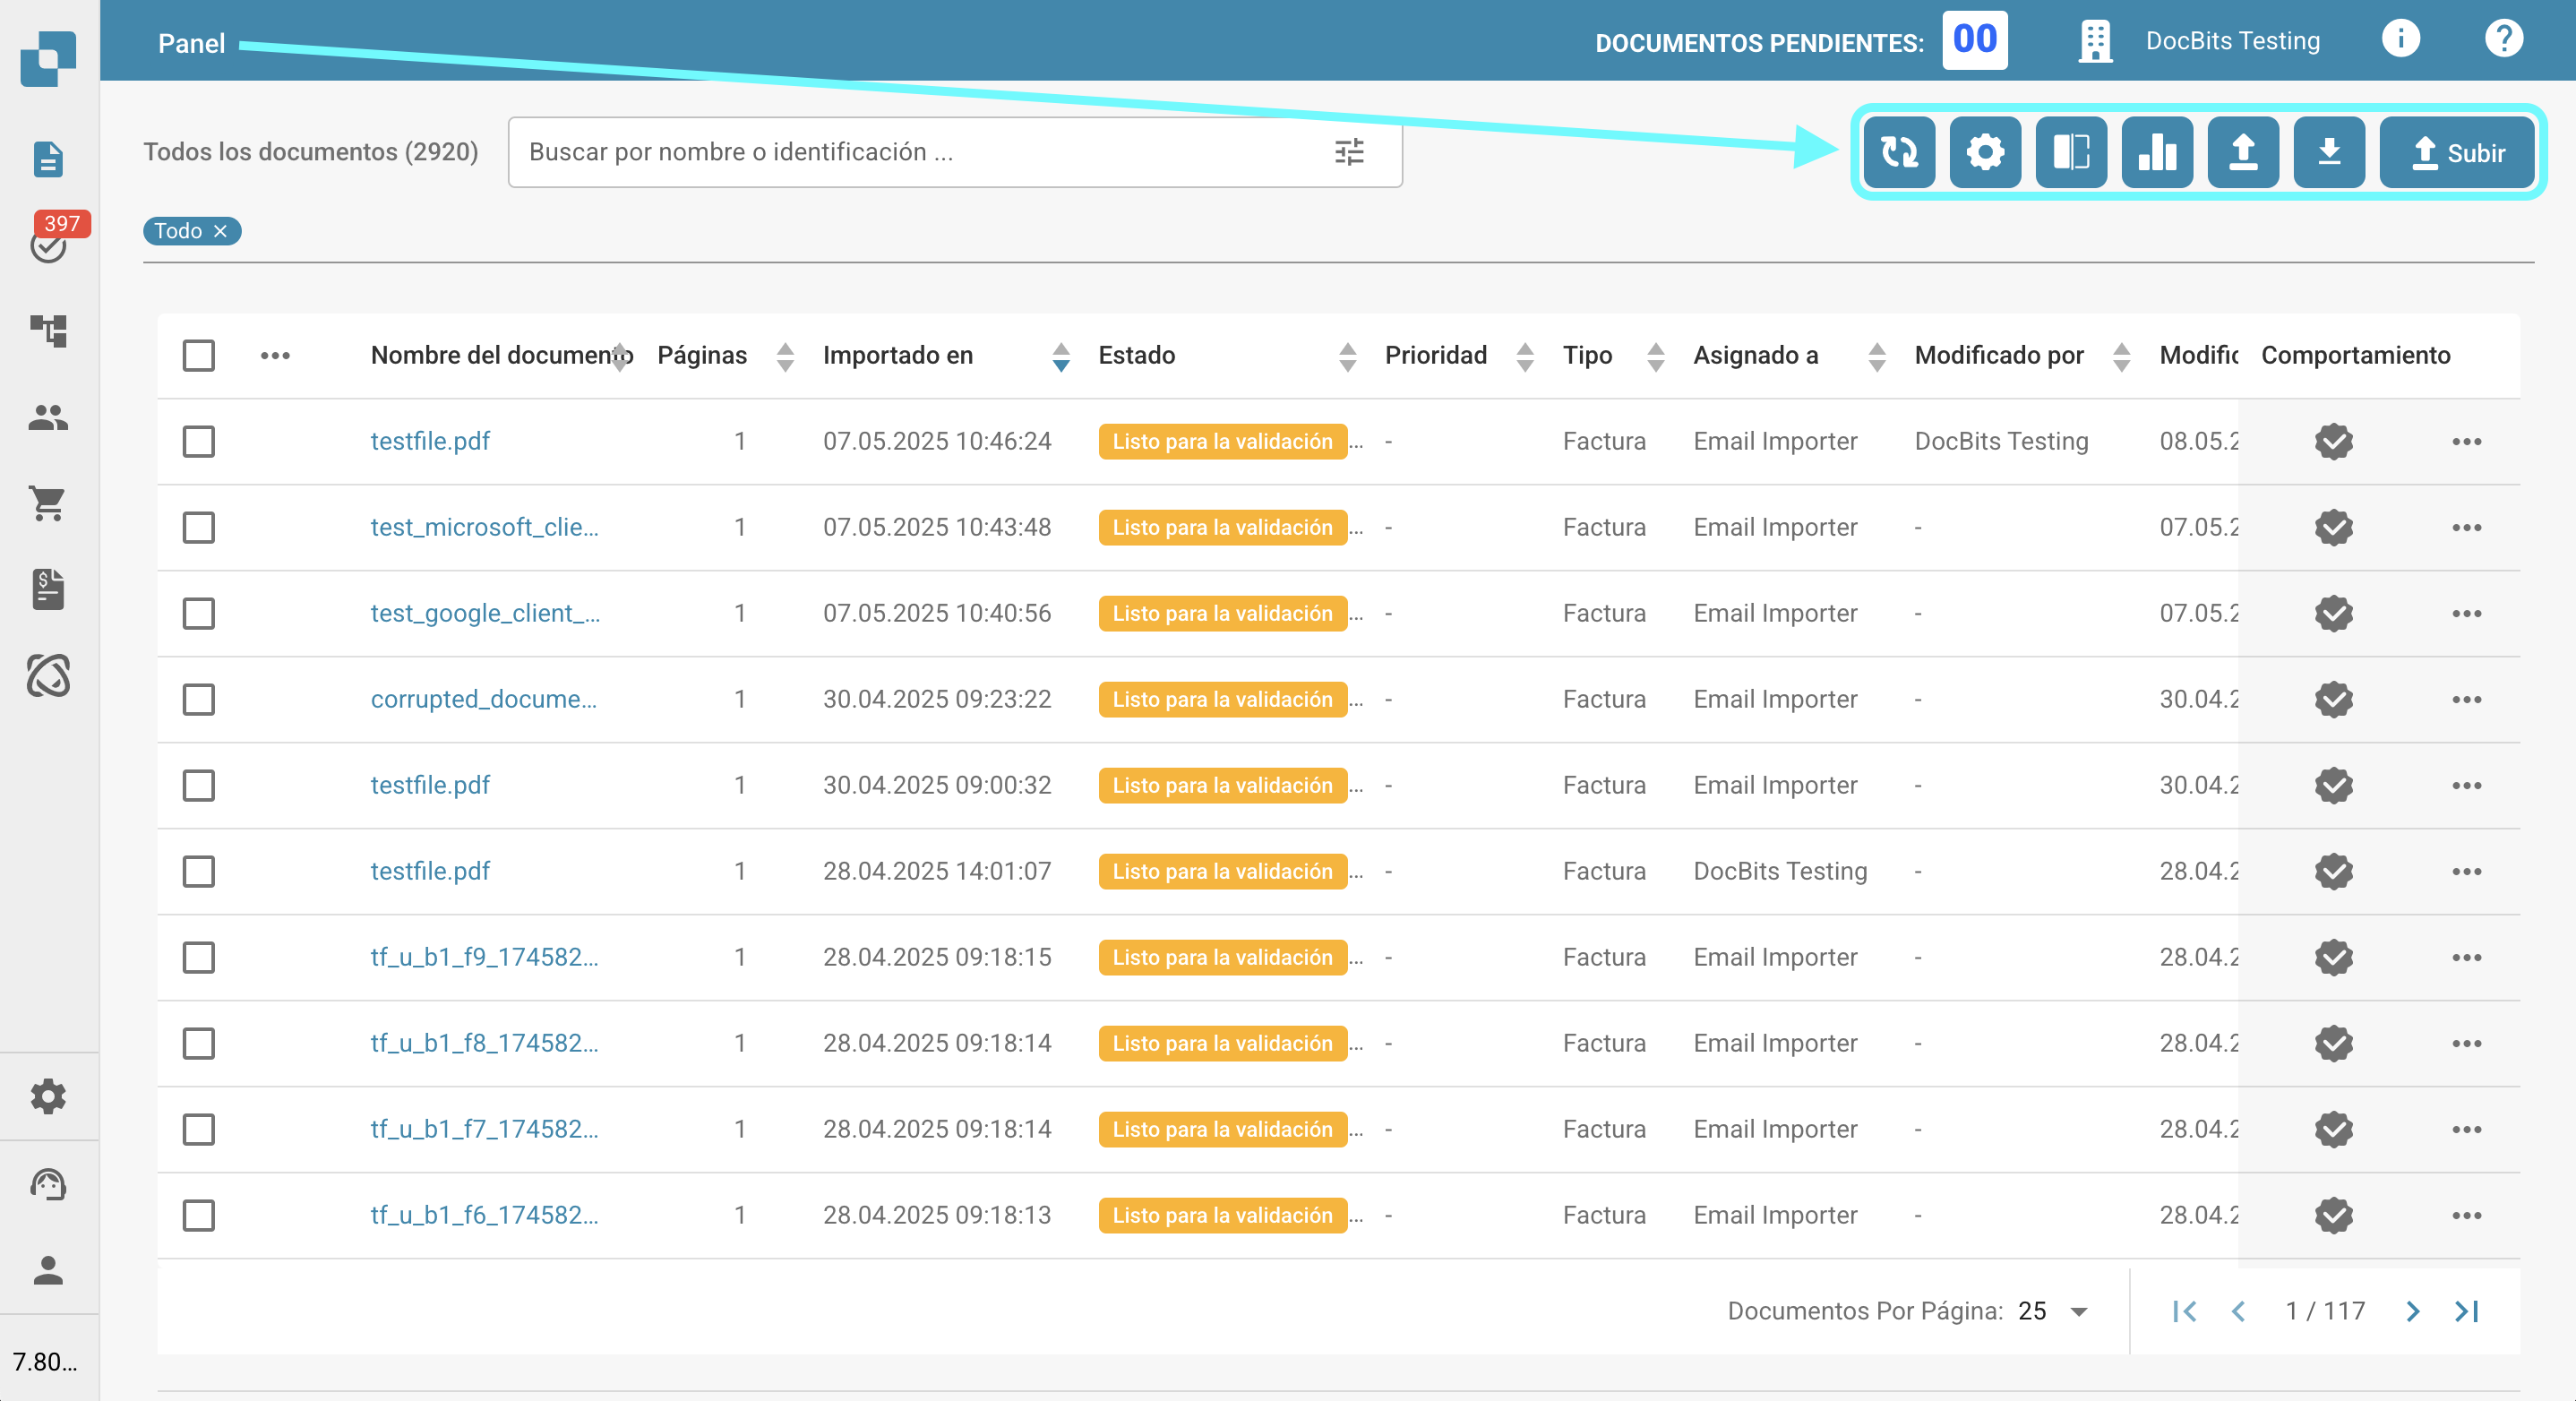 Panel
DOCUMENTOS PENDIENTES: 00
DocBits Testing
Todos los documentos (2920)
Buscar por nombre o identificación ...
Subir
397
Todo
Nombre del documento Páginas Importado en Estado Prioridad Tipo Asignado a Modificado por Modific Comportamiento
testfile.pdf 1 07.05.2025 10:46:24 Listo para la validación... - Factura Email Importer DocBits Testing 08.05.2
test_microsoft_clie... 1 07.05.2025 10:43:48 Listo para la validación... - Factura Email Importer - 07.05.2
test_google_client_... 1 07.05.2025 10:40:56 Listo para la validación... - Factura Email Importer - 07.05.2
corrupted_docume... 1 30.04.2025 09:23:22 Listo para la validación... - Factura Email Importer - 30.04.2
testfile.pdf 1 30.04.2025 09:00:32 Listo para la validación... - Factura Email Importer - 30.04.2
testfile.pdf 1 28.04.2025 14:01:07 Listo para la validación... - Factura DocBits Testing - 28.04.2
tf_u_b1_f9_174582... 1 28.04.2025 09:18:15 Listo para la validación... - Factura Email Importer - 28.04.2
tf_u_b1_f8_174582... 1 28.04.2025 09:18:14 Listo para la validación... - Factura Email Importer - 28.04.2
tf_u_b1_f7_174582... 1 28.04.2025 09:18:14 Listo para la validación... - Factura Email Importer - 28.04.2
tf_u_b1_f6_174582... 1 28.04.2025 09:18:13 Listo para la validación... - Factura Email Importer - 28.04.2
Documentos Por Página: 25
1 / 117
7.80...